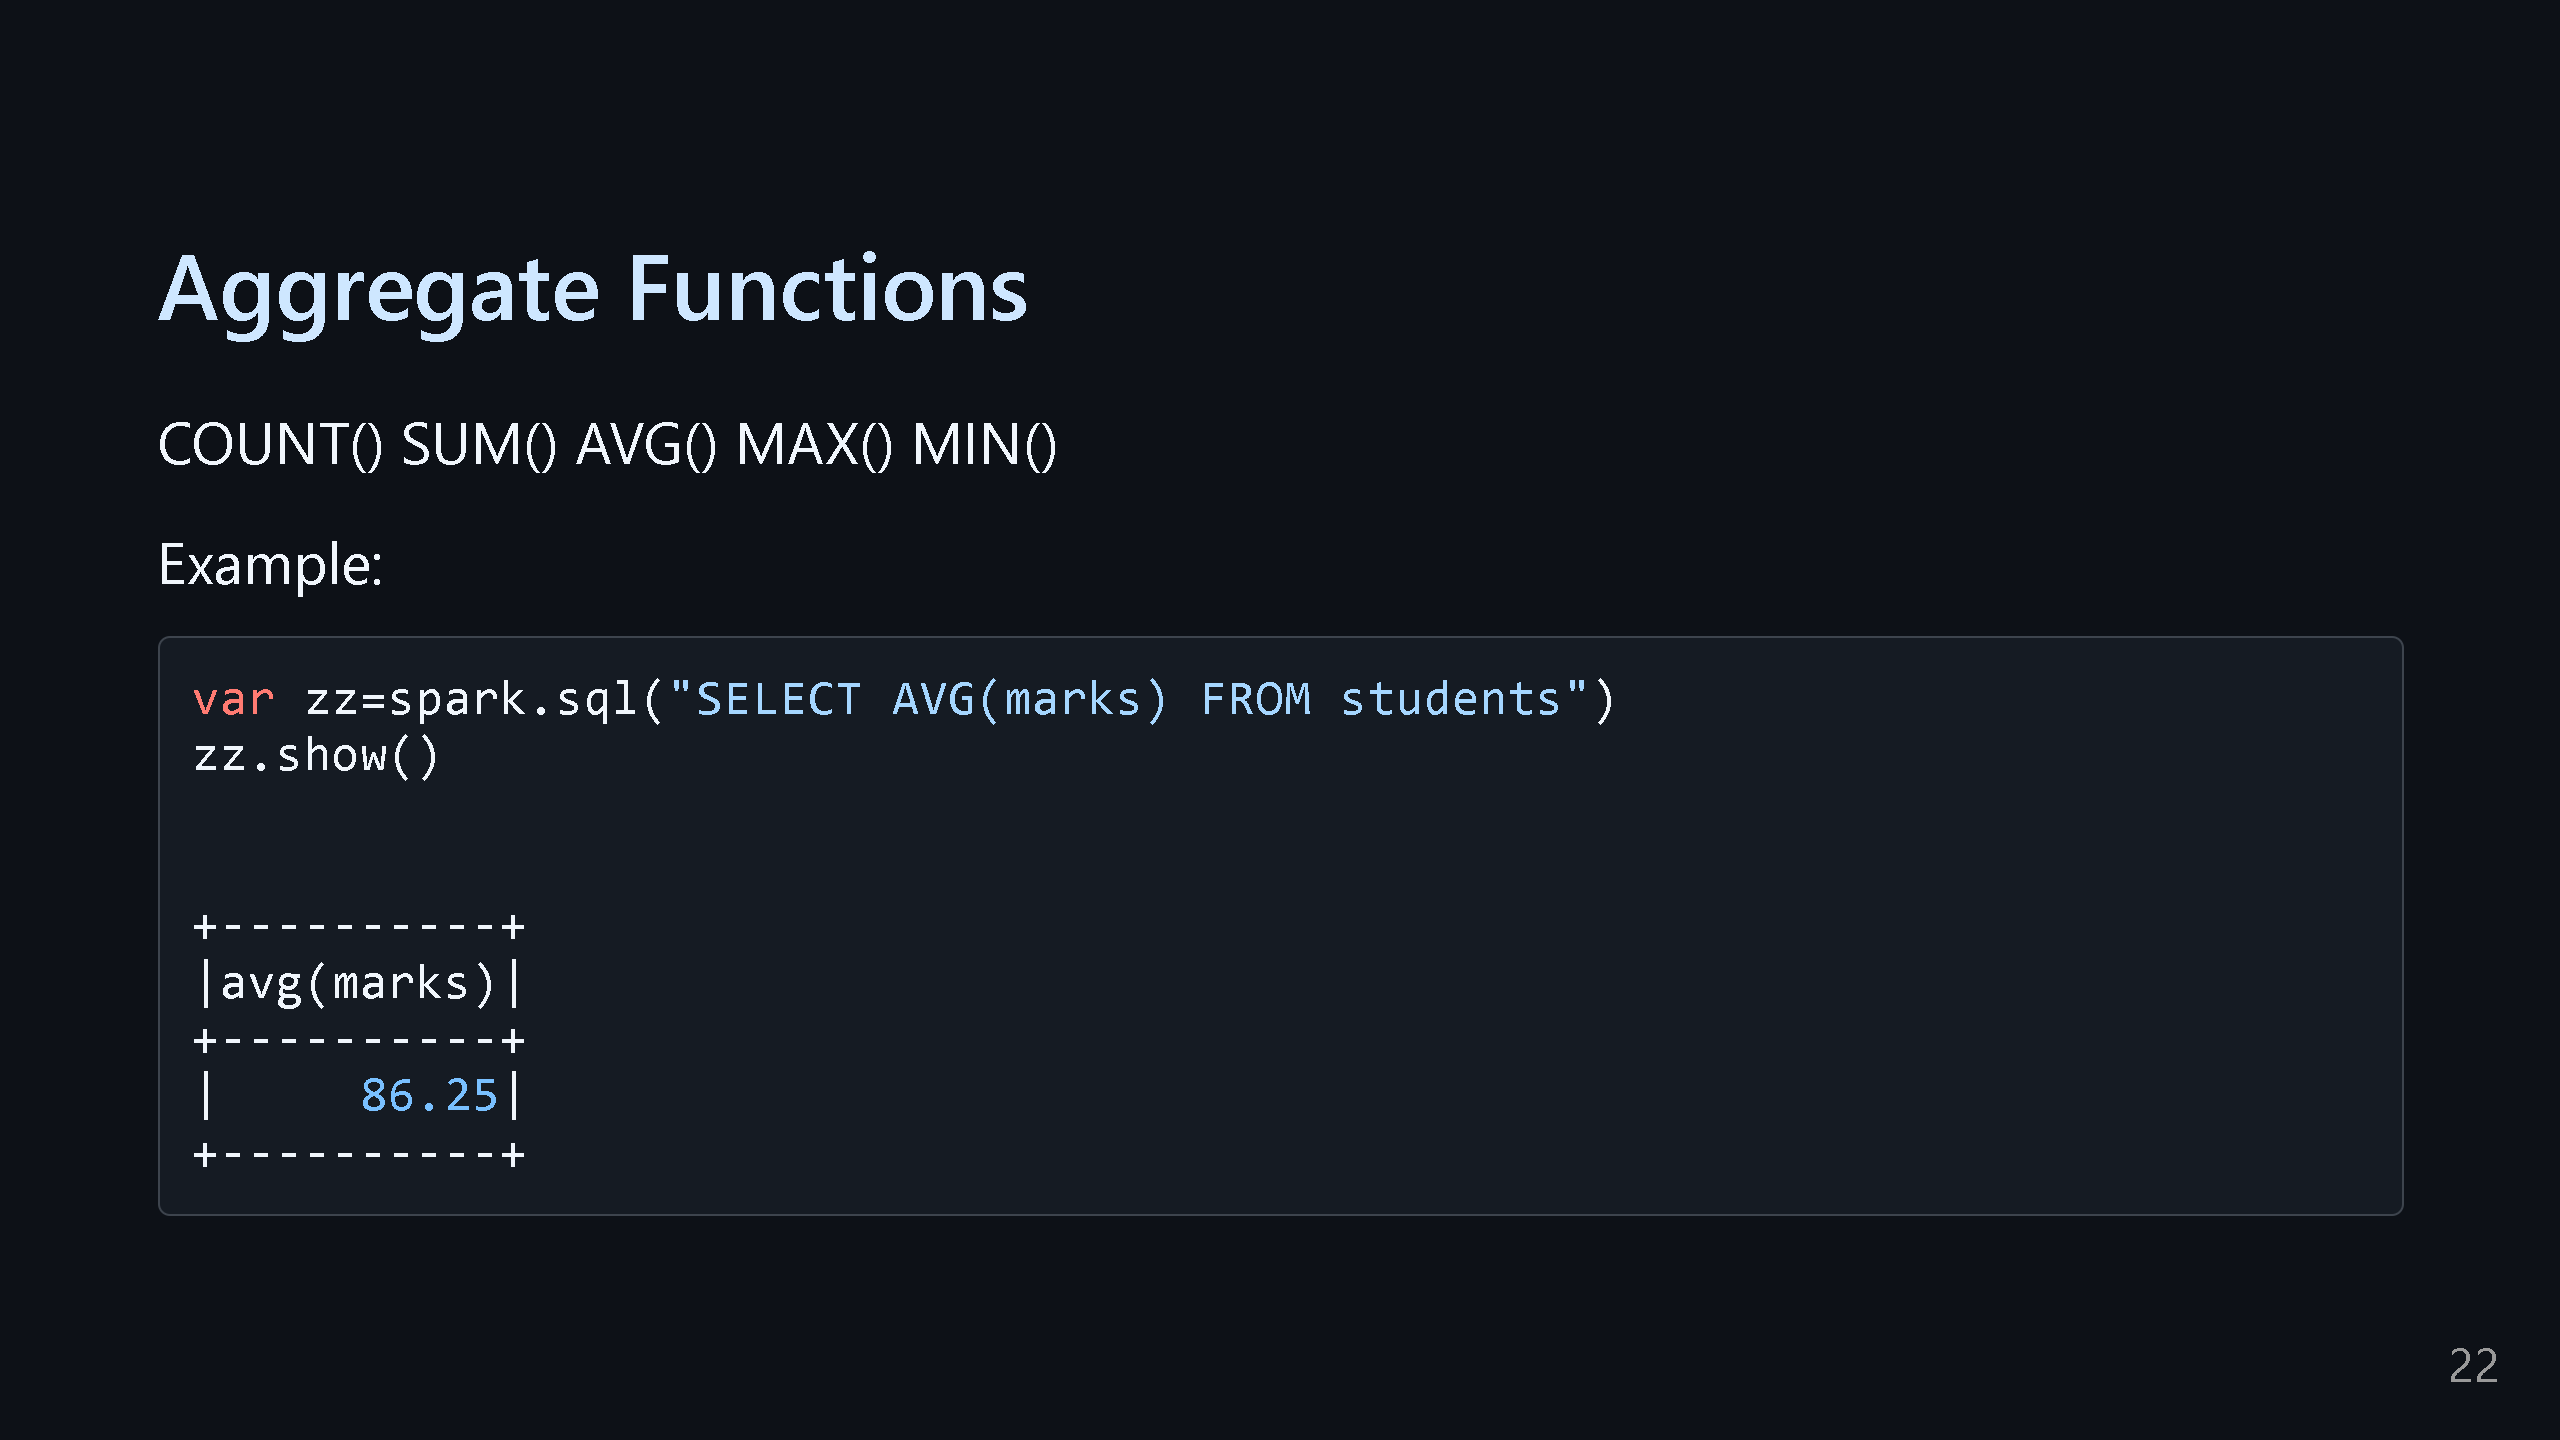 Aggregate Functions
COUNT() SUM() AVG() MAX() MIN()
Example:
var zz=spark.sql("SELECT AVG(marks) FROM students")
zz.show()
+----------+
|avg(marks)|
+----------+
|     86.25|
+----------+
22